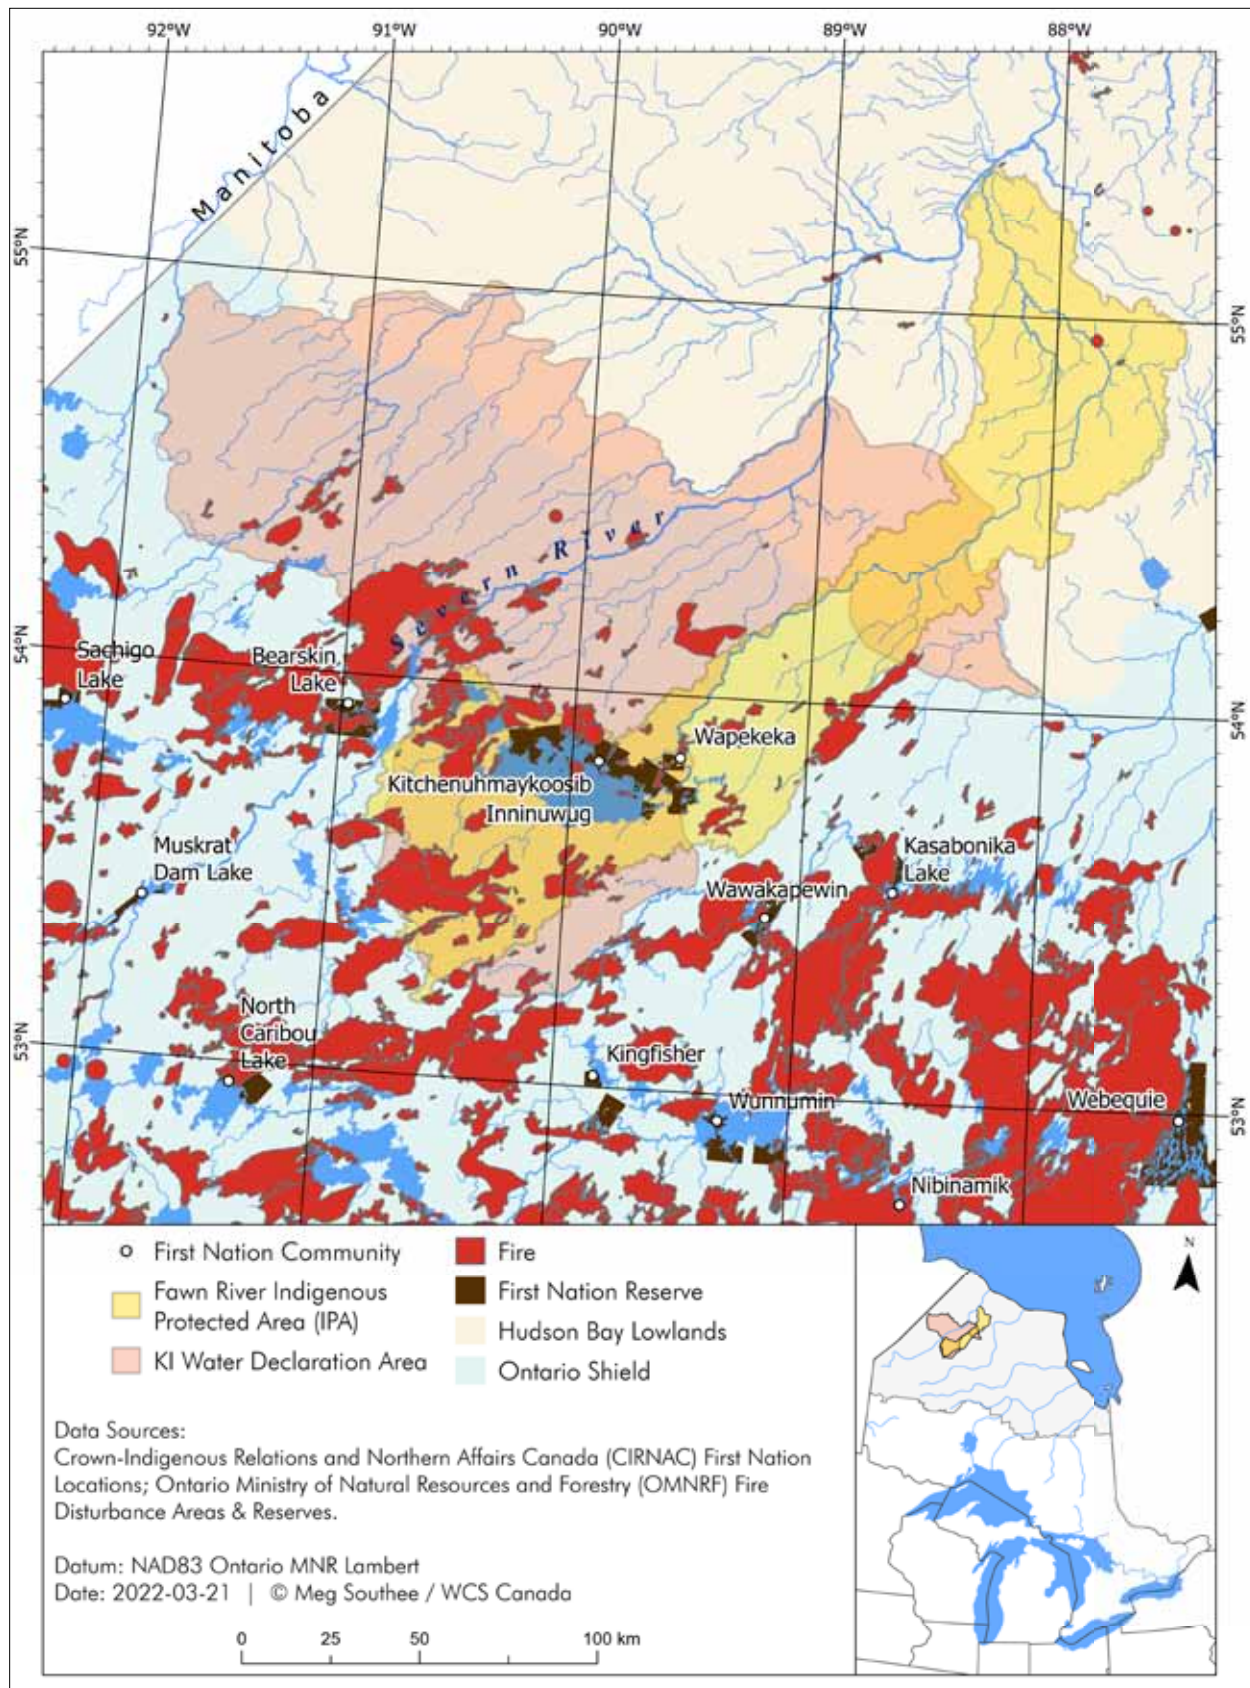 92°W 91°W 90°W 89°W 88°W
Manitoba
55°N
55°N
Severn River
54°N
Sachigo
Lake
Bearskin
Lake
54°N
Wapekeka
Kitchenuhmaykoosib
Inninuwug
Muskrat
Dam Lake
Kasabonika
Lake
Wawakapewin
North
Caribou
Lake
53°N
Kingfisher
Wunnumin
Webequie
53°N
Nibinamik
First Nation Community
Fawn River Indigenous
Protected Area (IPA)
KI Water Declaration Area
Fire
First Nation Reserve
Hudson Bay Lowlands
Ontario Shield
N
Data Sources:
Crown-Indigenous Relations and Northern Affairs Canada (CIRNAC) First Nation
Locations; Ontario Ministry of Natural Resources and Forestry (OMNRF) Fire
Disturbance Areas & Reserves.
Datum: NAD83 Ontario MNR Lambert
Date: 2022-03-21 | © Meg Southee / WCS Canada
0 25 50 100 km